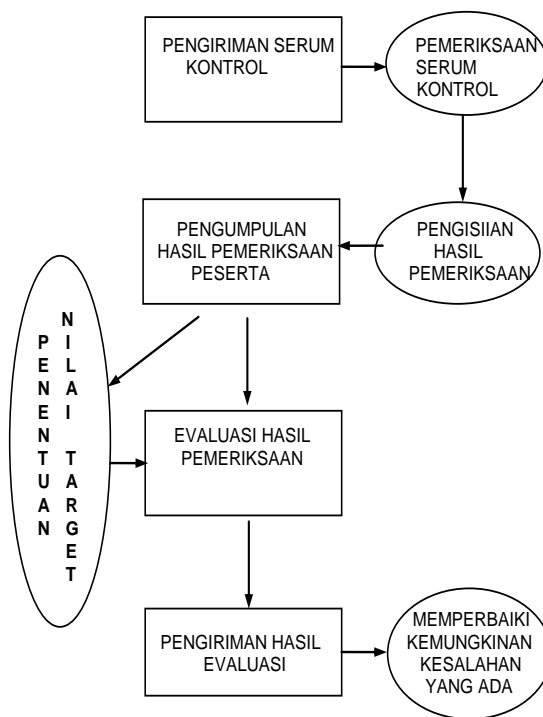 PENGIRIMAN SERUM
KONTROL
PEMERIKSAAN
SERUM
KONTROL
PENGUMPULAN
HASIL PEMERIKSAAN
PESERTA
PENGISIIAN
HASIL
PEMERIKSAAN
PENENTUAN
NILAI TARGET
EVALUASI HASIL
PEMERIKSAAN
PENGIRIMAN HASIL
EVALUASI
MEMPERBAIKI
KEMUNGKINAN
KESALAHAN
YANG ADA